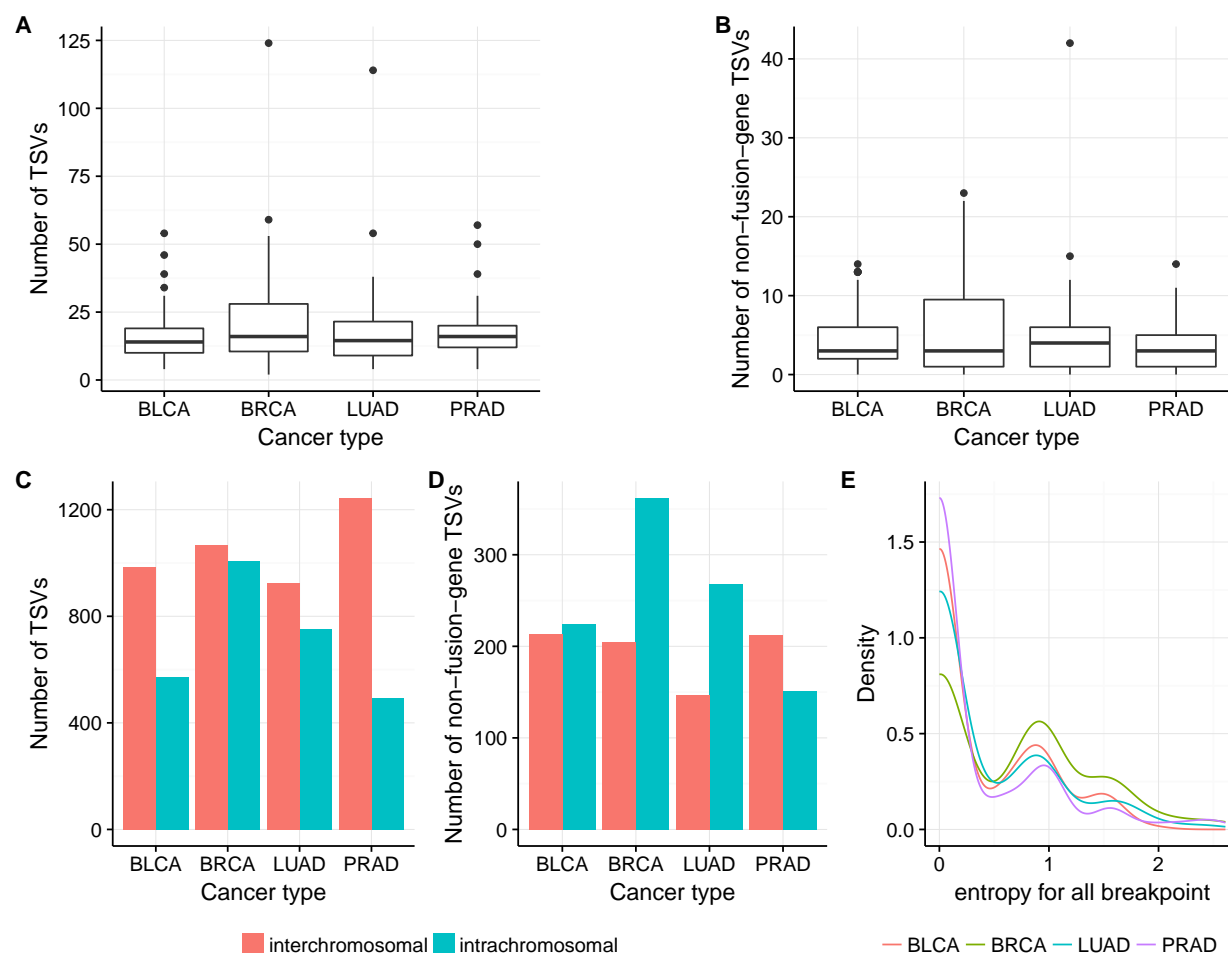 A
Number of TSVs
125
100
75
50
25
0
BLCA BRCA LUAD PRAD
Cancer type
B
Number of non−fusion−gene TSVs
40
30
20
10
0
BLCA BRCA LUAD PRAD
Cancer type
C
Number of TSVs
1200
800
400
0
BLCA BRCA LUAD PRAD
Cancer type
D
Number of non−fusion−gene TSVs
300
200
100
0
BLCA BRCA LUAD PRAD
Cancer type
interchromosomal intrachromosomal
E
Density
1.5
1.0
0.5
0.0
0 1 2
entropy for all breakpoint
BLCA BRCA LUAD PRAD